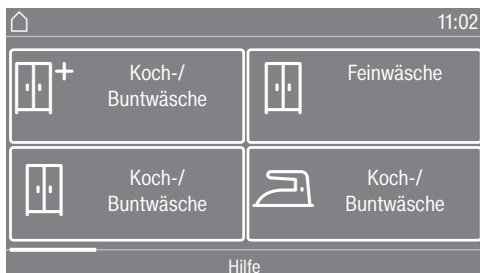 11:02
Koch-/
Buntwäsche
Feinwäsche
Koch-/
Buntwäsche
Koch-/
Buntwäsche
Hilfe